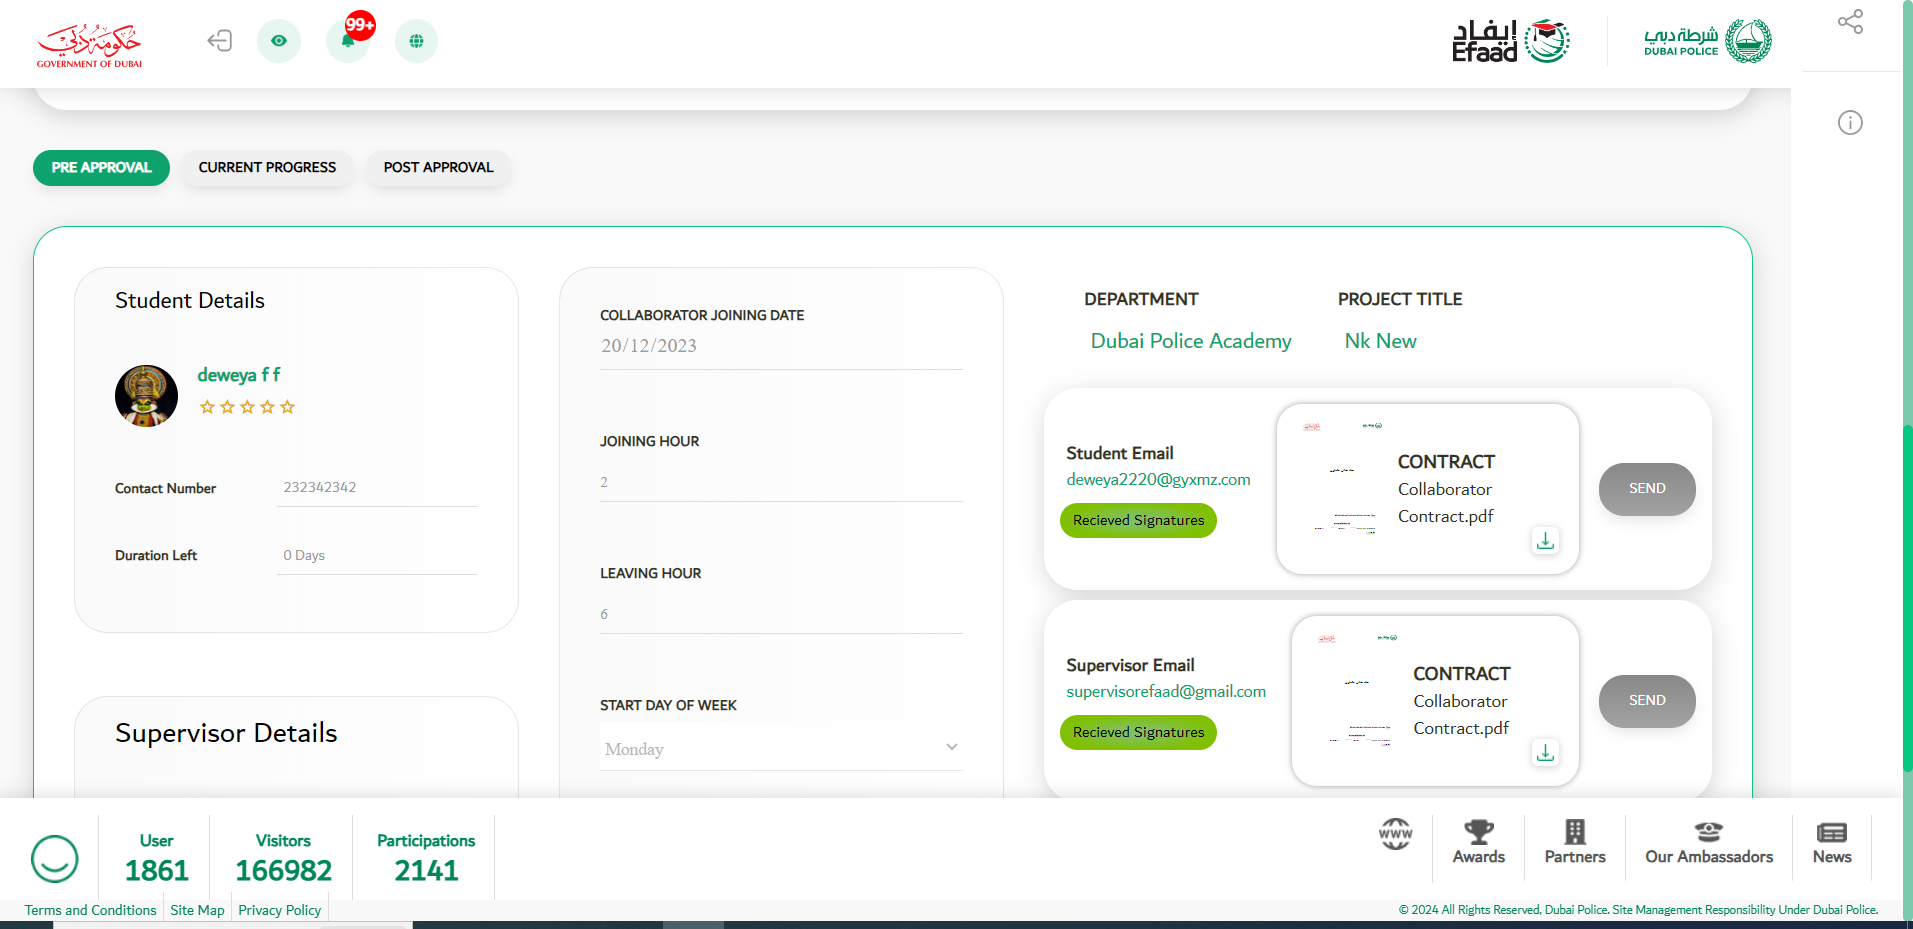 GOVERNMENT OF DUBAI
99+
إيفاد
Efaad
شرطة دبي
DUBAI POLICE
PRE APPROVAL
CURRENT PROGRESS
POST APPROVAL
Student Details
deweya f f
Contact Number
232342342
Duration Left
0 Days
Supervisor Details
COLLABORATOR JOINING DATE
20/12/2023
JOINING HOUR
2
LEAVING HOUR
6
START DAY OF WEEK
Monday
DEPARTMENT
Dubai Police Academy
PROJECT TITLE
Nk New
Student Email
deweya2220@gyxmz.com
Recieved Signatures
CONTRACT
Collaborator
Contract.pdf
SEND
Supervisor Email
supervisorefaad@gmail.com
Recieved Signatures
CONTRACT
Collaborator
Contract.pdf
SEND
User
1861
Visitors
166982
Participations
2141
WWW
Awards
Partners
Our Ambassadors
News
Terms and Conditions
Site Map
Privacy Policy
© 2024 All Rights Reserved, Dubai Police. Site Management Responsibility Under Dubai Police.